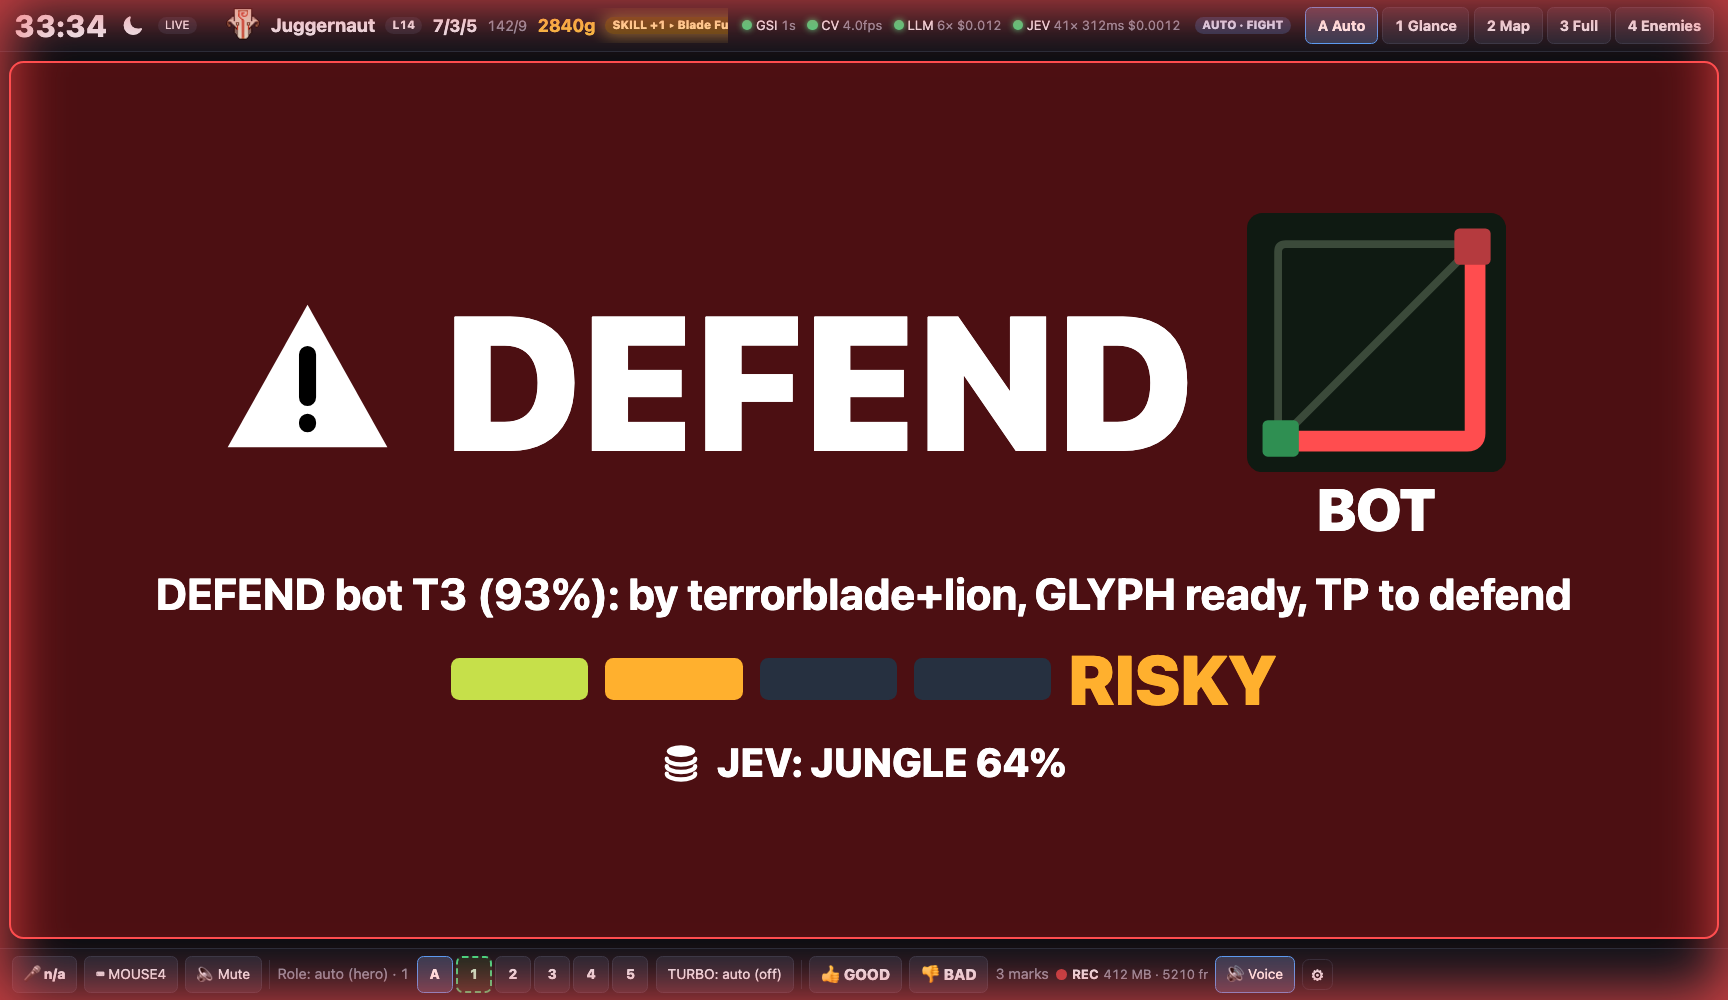 33:34 LIVE Juggernaut L14 7/3/5 142/9 2840g SKILL +1 ▸ Blade Fu GSI 1s CV 4.0fps LLM 6× $0.012 JEV 41× 312ms $0.0012 AUTO · FIGHT A Auto 1 Glance 2 Map 3 Full 4 Enemies
DEFEND
BOT
DEFEND bot T3 (93%): by terrorblade+lion, GLYPH ready, TP to defend
RISKY
JEV: JUNGLE 64%
n/a MOUSE4 Mute Role: auto (hero) · 1 A 1 2 3 4 5 TURBO: auto (off) GOOD BAD 3 marks REC 412 MB · 5210 fr Voice